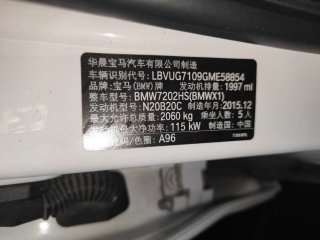 华晨宝马汽车有限公司制造
车辆识别代号: LBVUG7109GME58854
品牌: 宝马(BMW)牌 发动机排量: 1997 ml
整车型号: BMW7202HS(BMWX1)
发动机型号: N20B20C 制造年月: 2015.12
最大允许总质量: 2060 kg 乘坐人数: 5 人
发动机最大净功率: 115 kW 制造国: 中国
色圈: A96